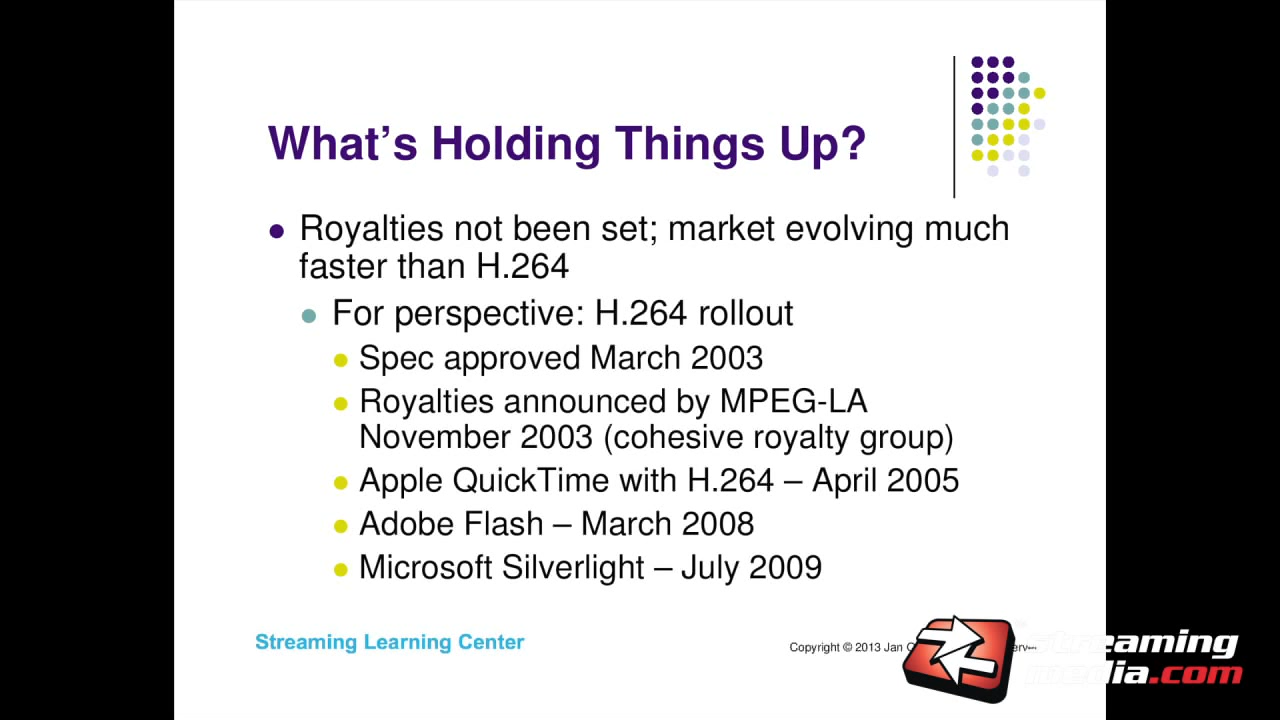 What's Holding Things Up?
Royalties not been set; market evolving much
faster than H.264
For perspective: H.264 rollout
Spec approved March 2003
Royalties announced by MPEG-LA
November 2003 (cohesive royalty group)
Apple QuickTime with H.264 – April 2005
Adobe Flash – March 2008
Microsoft Silverlight – July 2009
Streaming Learning Center
Copyright © 2013 Jan
streaming
media.com